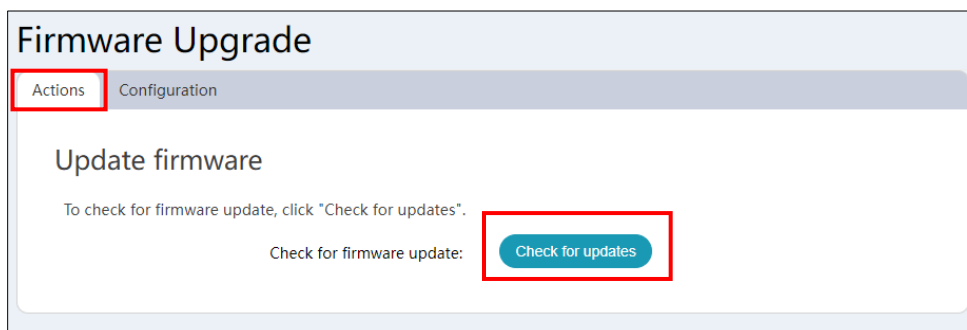 Firmware Upgrade
Actions Configuration
Update firmware
To check for firmware update, click "Check for updates".
Check for firmware update: Check for updates